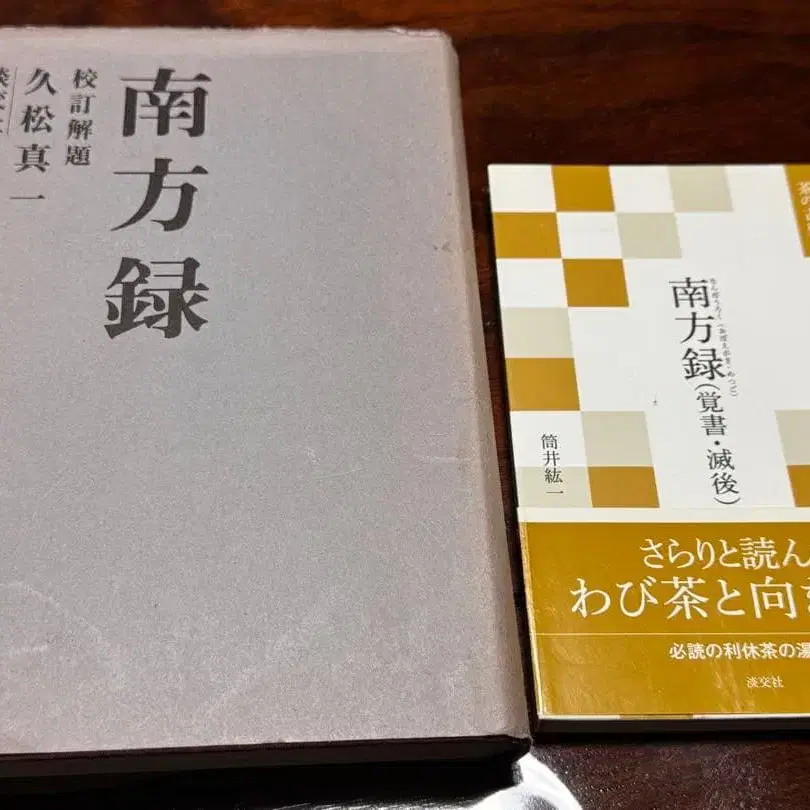 南方録
校訂解題
久松真一
茶の
南方録(覚書・滅後)
筒井紘一
さらりと読ん
わび茶と向
必読の利休茶の湯
淡交社